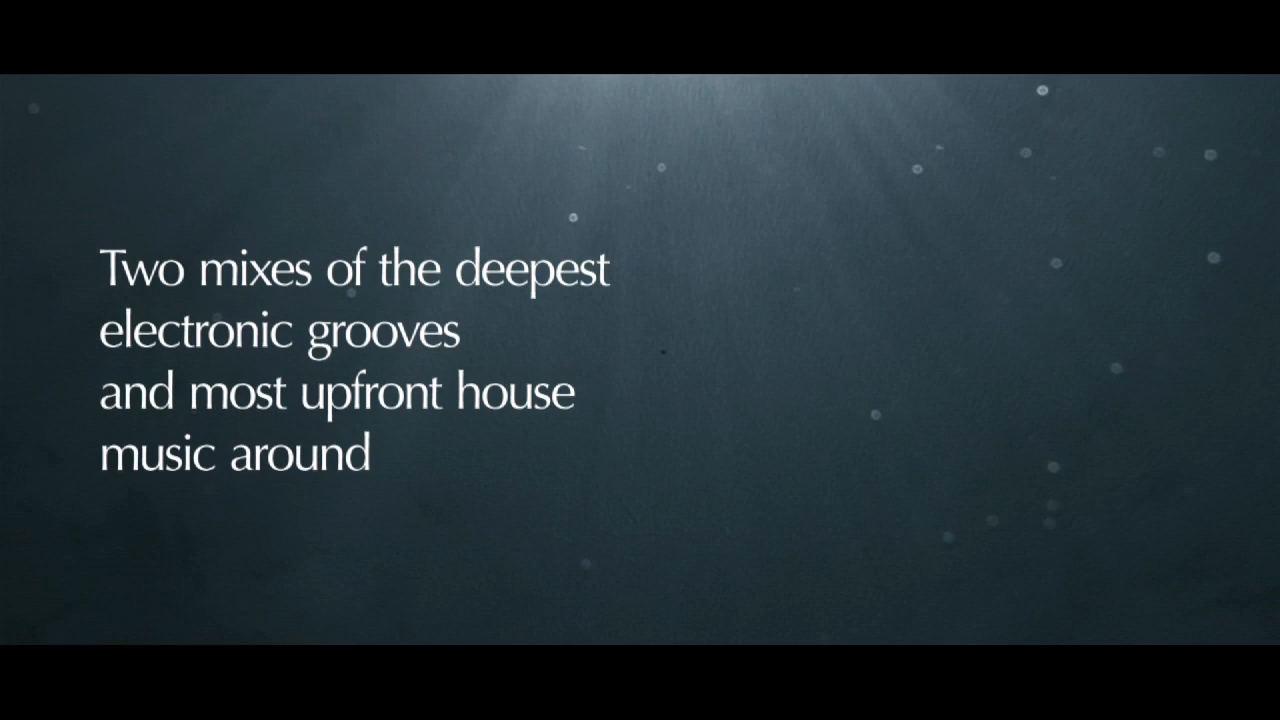 Two mixes of the deepest
electronic grooves
and most upfront house
music around